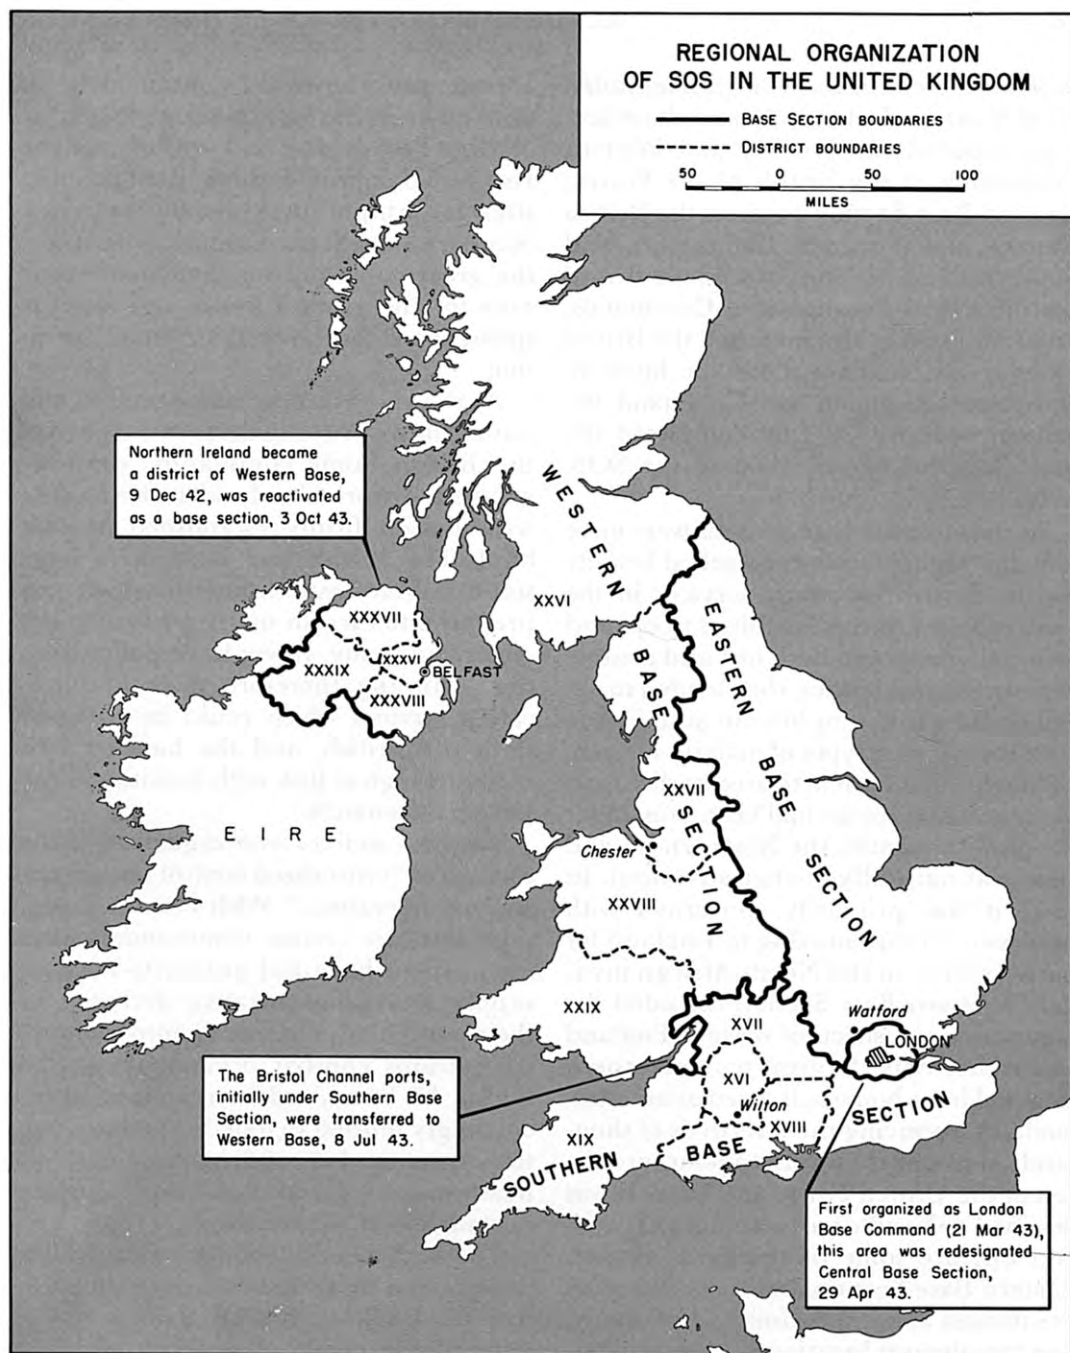 REGIONAL ORGANIZATION
OF SOS IN THE UNITED KINGDOM
BASE SECTION BOUNDARIES
DISTRICT BOUNDARIES
50 0 50 100
MILES
Northern Ireland became
a district of Western Base,
9 Dec 42, was reactivated
as a base section, 3 Oct 43.
WESTERN BASE SECTION
EASTERN BASE SECTION
XXVI
XXXVII
XXXIX
XXXVI
BELFAST
XXXVIII
XXVII
EIRE
Chester
XXVIII
XXIX
XVII
Watford
LONDON
The Bristol Channel ports,
initially under Southern Base
Section, were transferred to
Western Base, 8 Jul 43.
XVI
Wilton
XVIII
XIX
SOUTHERN BASE SECTION
First organized as London
Base Command (21 Mar 43),
this area was redesignated
Central Base Section,
29 Apr 43.